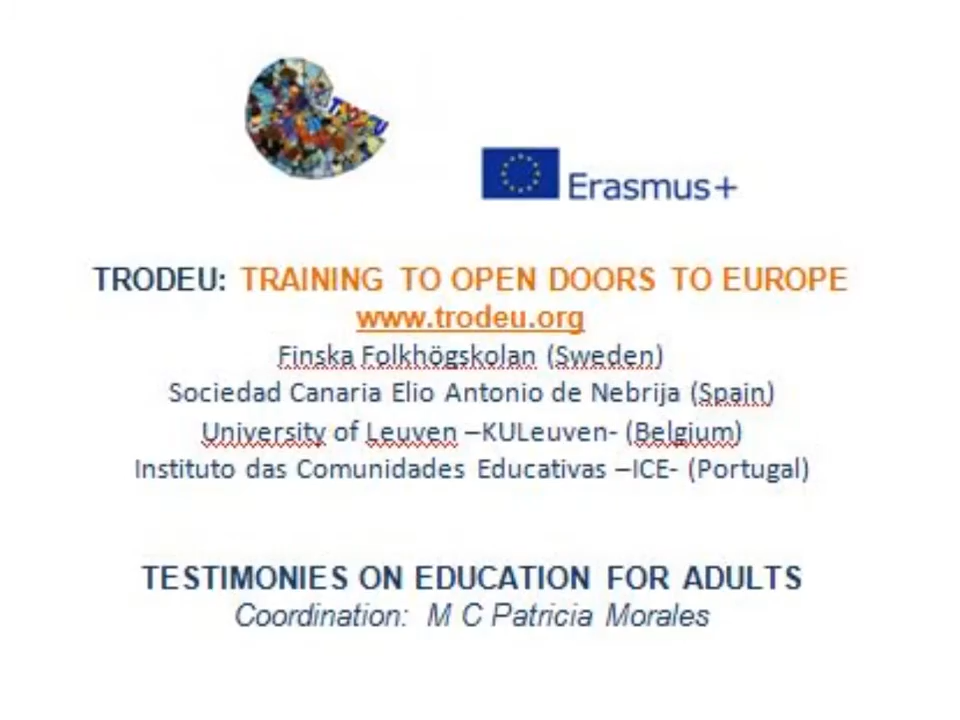 TRODEU
Erasmus+
TRODEU: TRAINING TO OPEN DOORS TO EUROPE
www.trodeu.org
Finska Folkhögskolan (Sweden)
Sociedad Canaria Elio Antonio de Nebrija (Spain)
University of Leuven –KULeuven- (Belgium)
Instituto das Comunidades Educativas –ICE- (Portugal)
TESTIMONIES ON EDUCATION FOR ADULTS
Coordination: M C Patricia Morales